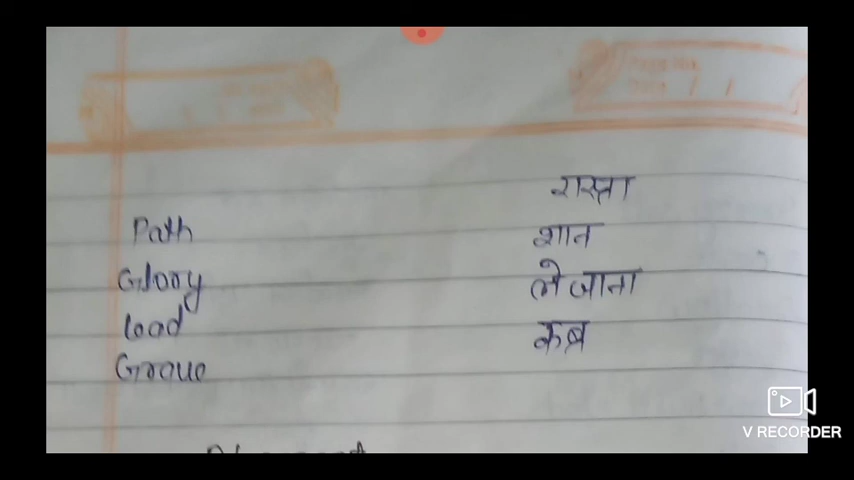 रास्ता
Path शान
Glory ले जाना
Lead कब्र
Grave
V RECORDER